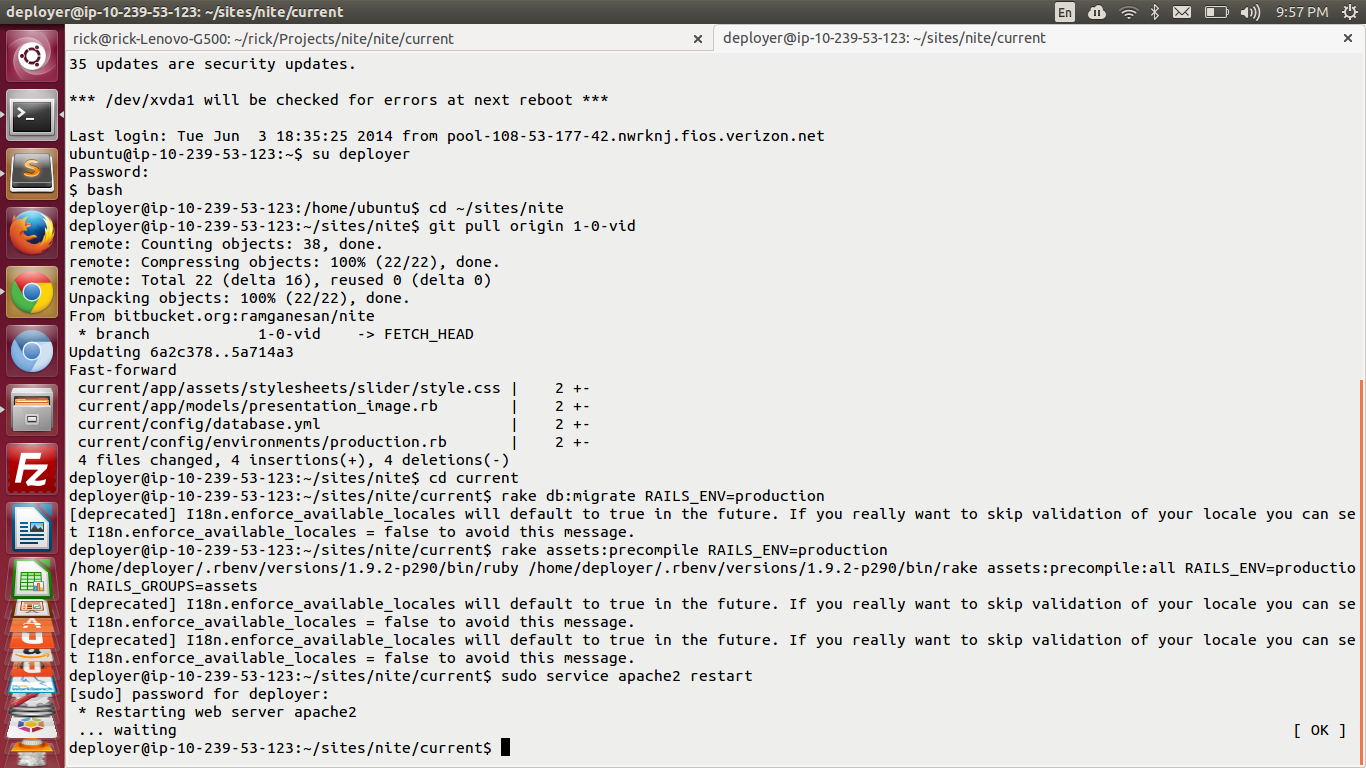 deployer@ip-10-239-53-123: ~/sites/nite/current
En
9:57 PM
rick@rick-Lenovo-G500: ~/rick/Projects/nite/nite/current ×
deployer@ip-10-239-53-123: ~/sites/nite/current ×
35 updates are security updates.
*** /dev/xvda1 will be checked for errors at next reboot ***
Last login: Tue Jun  3 18:35:25 2014 from pool-108-53-177-42.nwrknj.fios.verizon.net
ubuntu@ip-10-239-53-123:~$ su deployer
Password:
$ bash
deployer@ip-10-239-53-123:/home/ubuntu$ cd ~/sites/nite
deployer@ip-10-239-53-123:~/sites/nite$ git pull origin 1-0-vid
remote: Counting objects: 38, done.
remote: Compressing objects: 100% (22/22), done.
remote: Total 22 (delta 16), reused 0 (delta 0)
Unpacking objects: 100% (22/22), done.
From bitbucket.org:ramganesan/nite
 * branch            1-0-vid    -> FETCH_HEAD
Updating 6a2c378..5a714a3
Fast-forward
 current/app/assets/stylesheets/slider/style.css |    2 +-
 current/app/models/presentation_image.rb        |    2 +-
 current/config/database.yml                     |    2 +-
 current/config/environments/production.rb       |    2 +-
 4 files changed, 4 insertions(+), 4 deletions(-)
deployer@ip-10-239-53-123:~/sites/nite$ cd current
deployer@ip-10-239-53-123:~/sites/nite/current$ rake db:migrate RAILS_ENV=production
[deprecated] I18n.enforce_available_locales will default to true in the future. If you really want to skip validation of your locale you can se
t I18n.enforce_available_locales = false to avoid this message.
deployer@ip-10-239-53-123:~/sites/nite/current$ rake assets:precompile RAILS_ENV=production
/home/deployer/.rbenv/versions/1.9.2-p290/bin/ruby /home/deployer/.rbenv/versions/1.9.2-p290/bin/rake assets:precompile:all RAILS_ENV=productio
n RAILS_GROUPS=assets
[deprecated] I18n.enforce_available_locales will default to true in the future. If you really want to skip validation of your locale you can se
t I18n.enforce_available_locales = false to avoid this message.
[deprecated] I18n.enforce_available_locales will default to true in the future. If you really want to skip validation of your locale you can se
t I18n.enforce_available_locales = false to avoid this message.
deployer@ip-10-239-53-123:~/sites/nite/current$ sudo service apache2 restart
[sudo] password for deployer:
 * Restarting web server apache2
 ... waiting [ OK ]
deployer@ip-10-239-53-123:~/sites/nite/current$